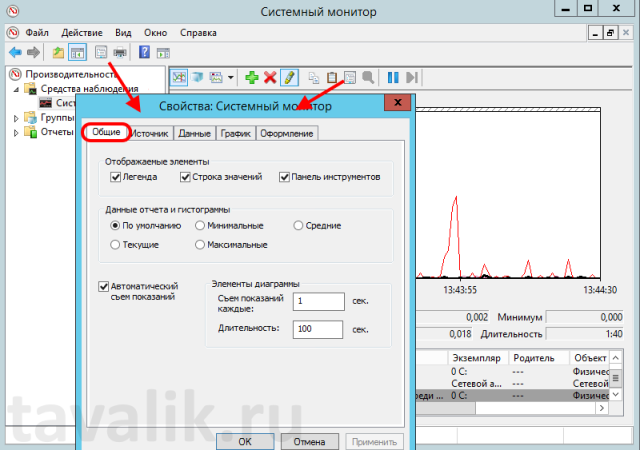 Системный монитор
Файл Действие Вид Окно Справка
Производительность
Средства наблюдения
Сист
Группы
Отчеты
Свойства: Системный монитор
Общие Источник Данные График Оформление
Отображаемые элементы
Легенда Строка значений Панель инструментов
Данные отчета и гистограммы
По умолчанию Минимальные Средние
Текущие Максимальные
Автоматический
съем показаний
Элементы диаграммы
Съем показаний
каждые: 1 сек.
Длительность: 100 сек.
ОК Отмена Применить
13:43:55 13:44:30
0,002 Минимум 0,000
0,018 Длительность 1:40
Экземпляр Родитель Объект
0 C: --- Физичес
Сетевой а... --- Сетевой
реди ... 0 C: --- Физичес
tavalik.ru